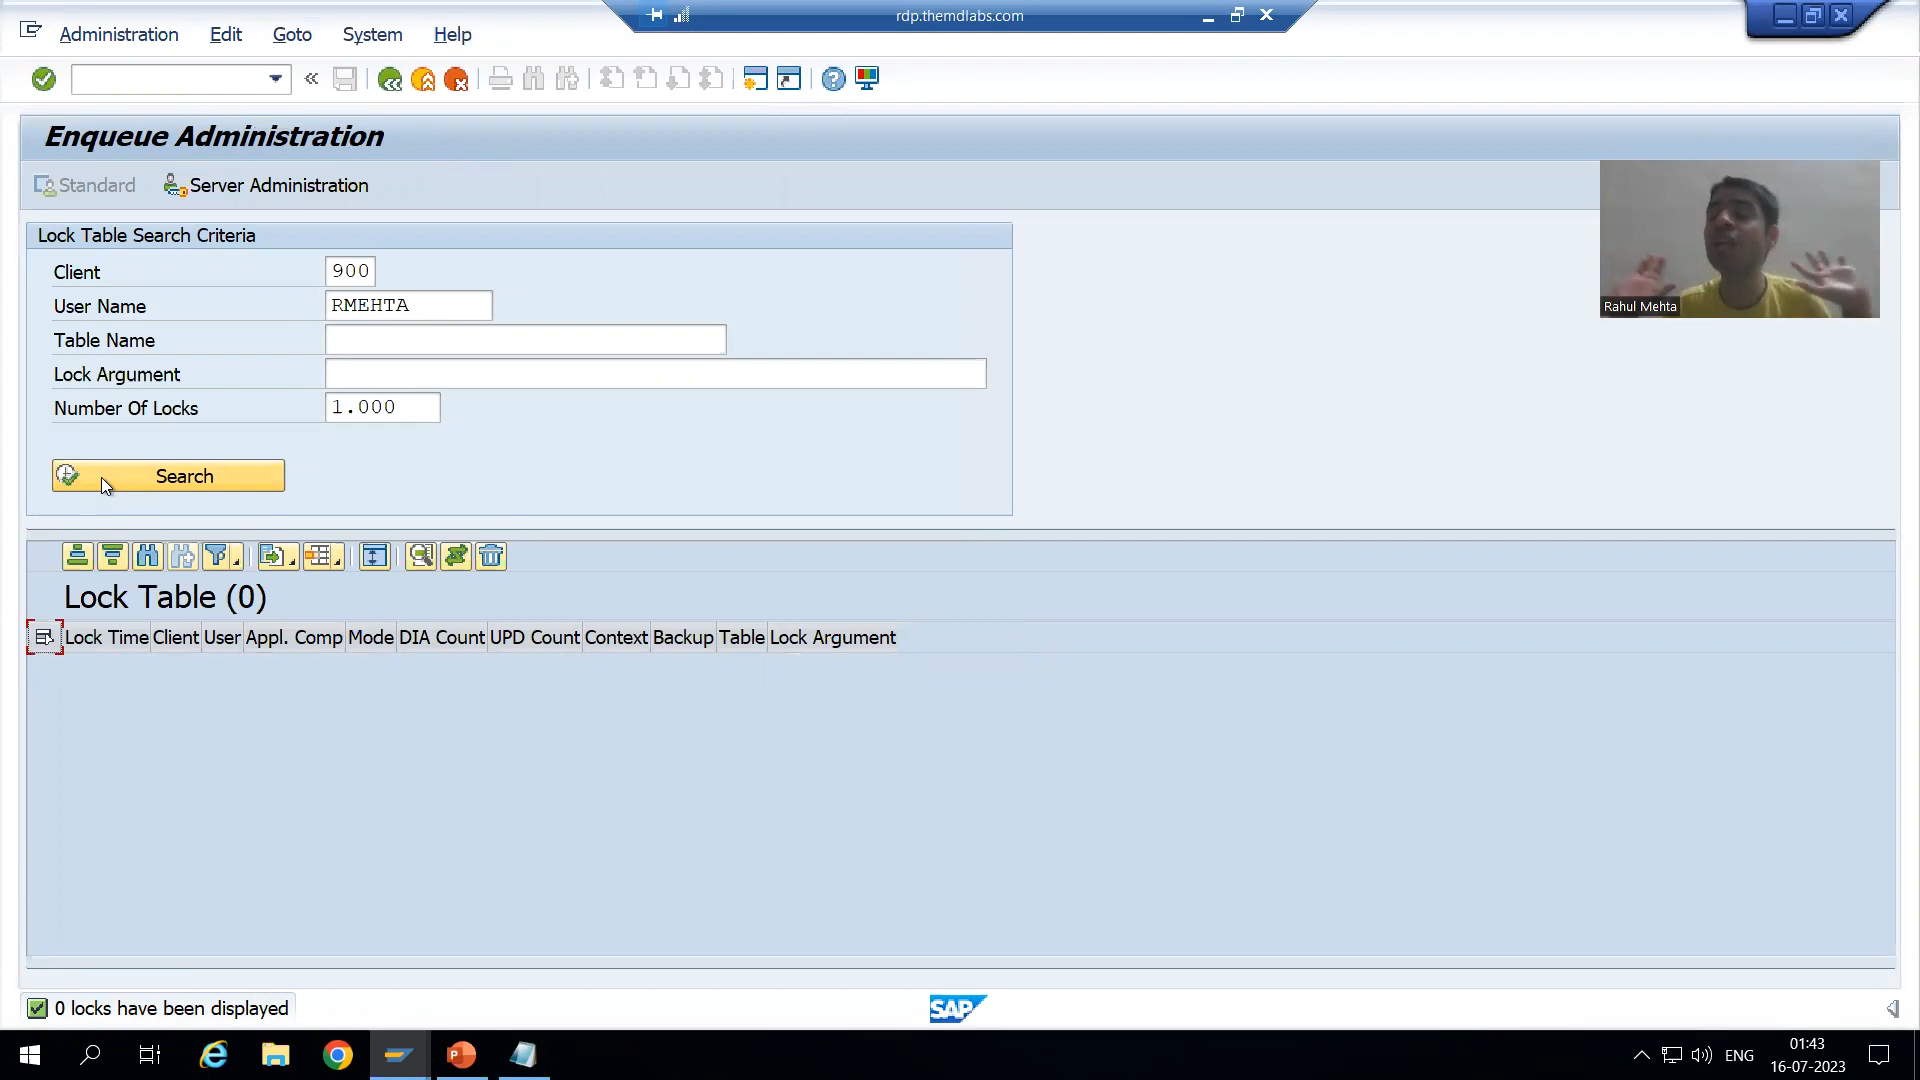 rdp.themdlabs.com
Administration Edit Goto System Help
Enqueue Administration
Standard Server Administration
Lock Table Search Criteria
Client 900
User Name RMEHTA
Table Name
Lock Argument
Number Of Locks 1.000
Search
Rahul Mehta
Lock Table (0)
Lock Time Client User Appl. Comp Mode DIA Count UPD Count Context Backup Table Lock Argument
0 locks have been displayed
SAP
ENG
01:43
16-07-2023